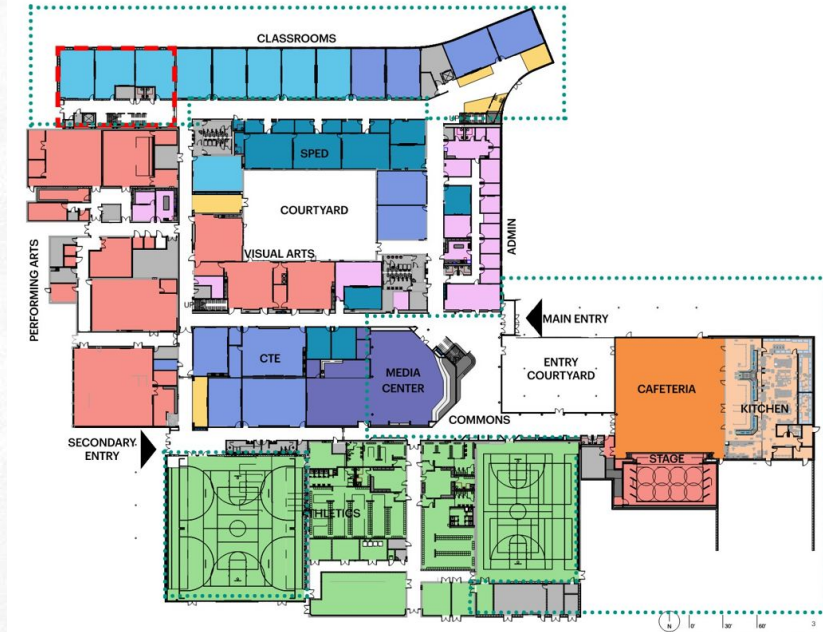 CLASSROOMS
UP
SPED
COURTYARD
ADMIN
PERFORMING ARTS
VISUAL ARTS
UP
MAIN ENTRY
ENTRY
COURTYARD
CTE
MEDIA
CENTER
CAFETERIA
KITCHEN
COMMONS
SECONDARY
ENTRY
STAGE
ATHLETICS
N
0'
30'
60'
3